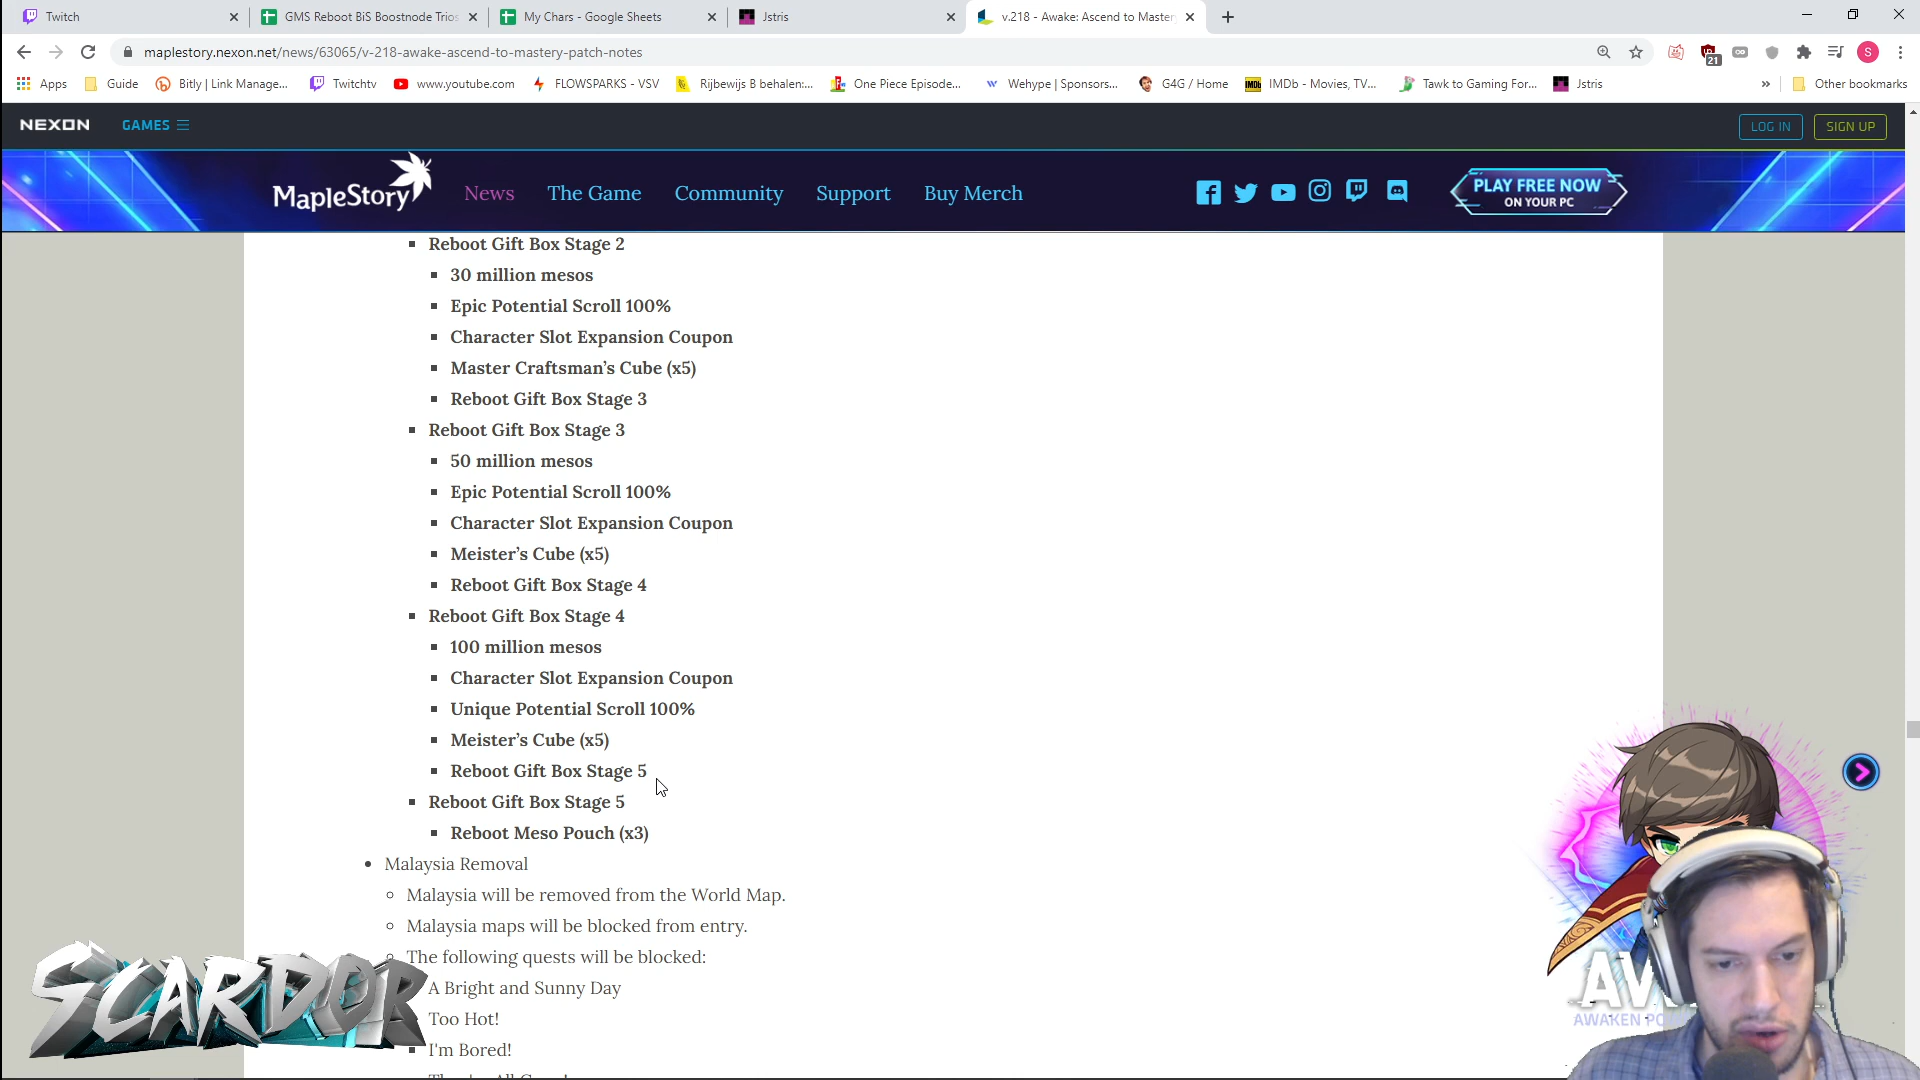 Twitch
GMS Reboot BiS Boostnode Trios
My Chars - Google Sheets
Jstris
v.218 - Awake: Ascend to Master
maplestory.nexon.net/news/63065/v-218-awake-ascend-to-mastery-patch-notes
21
S
Apps
Guide
Bitly | Link Manage...
Twitchtv
www.youtube.com
FLOWSPARKS - VSV
Rijbewijs B behalen:...
One Piece Episode...
Wehype | Sponsors...
G4G / Home
IMDb - Movies, TV...
Tawk to Gaming For...
Jstris
»
Other bookmarks
NEXON
GAMES
LOG IN
SIGN UP
MapleStory
News
The Game
Community
Support
Buy Merch
PLAY FREE NOW
ON YOUR PC
Reboot Gift Box Stage 2
30 million mesos
Epic Potential Scroll 100%
Character Slot Expansion Coupon
Master Craftsman’s Cube (x5)
Reboot Gift Box Stage 3
Reboot Gift Box Stage 3
50 million mesos
Epic Potential Scroll 100%
Character Slot Expansion Coupon
Meister’s Cube (x5)
Reboot Gift Box Stage 4
Reboot Gift Box Stage 4
100 million mesos
Character Slot Expansion Coupon
Unique Potential Scroll 100%
Meister’s Cube (x5)
Reboot Gift Box Stage 5
Reboot Gift Box Stage 5
Reboot Meso Pouch (x3)
Malaysia Removal
Malaysia will be removed from the World Map.
Malaysia maps will be blocked from entry.
The following quests will be blocked:
A Bright and Sunny Day
Too Hot!
I'm Bored!
SCARDOR
AWAKEN